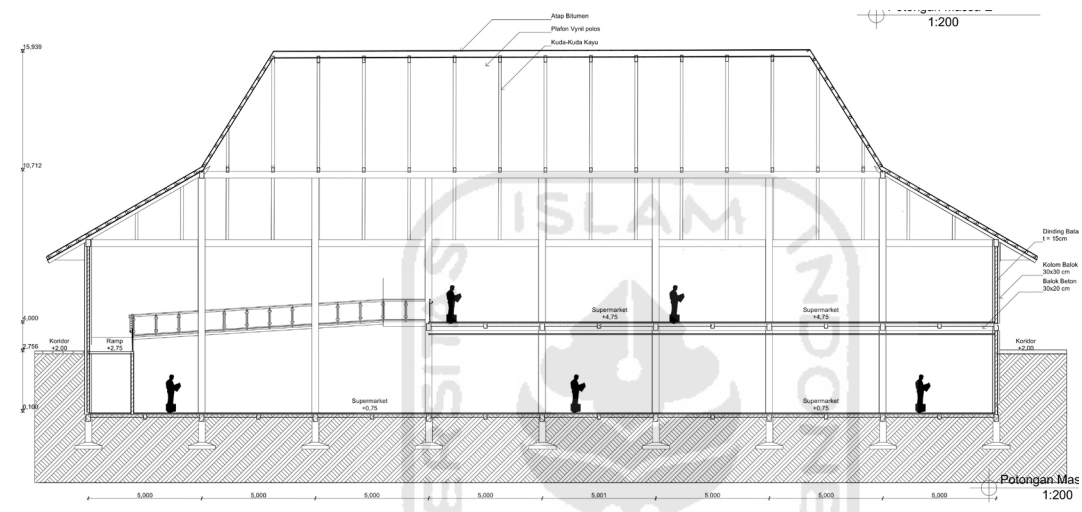 1:200
Atap Bitumen
Plafon Vynil polos
Kuda-Kuda Kayu
15,939
10,712
4,000
2,756
0,100
Dinding Bata
t = 15cm
Kolom Balok
30x30 cm
Balok Beton
30x20 cm
Supermarket
+4,75
Supermarket
+4,75
Koridor
+2,00
Ramp
+2,75
Koridor
+2,00
Supermarket
+0,75
Supermarket
+0,75
5,000
5,000
5,000
5,000
5,001
5,000
5,000
5,000
Potongan Mas
1:200
ISLAM
INDONE